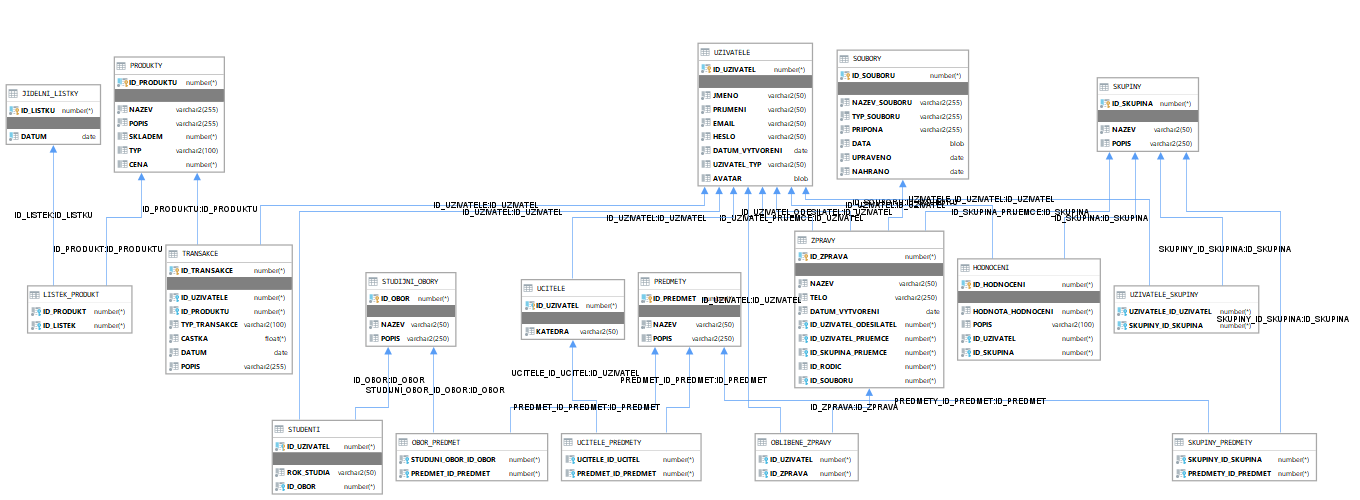 JIDELNI_LISTKY
ID_LISTKU number(*)
DATUM date
PRODUKTY
ID_PRODUKTU number(*)
NAZEV varchar2(255)
POPIS varchar2(255)
SKLADEM number(*)
TYP varchar2(100)
CENA number(*)
UZIVATELE
ID_UZIVATEL number(*)
JMENO varchar2(50)
PRIJMENI varchar2(50)
EMAIL varchar2(50)
HESLO varchar2(50)
DATUM_VYTVORENI date
UZIVATEL_TYP varchar2(50)
AVATAR blob
SOUBORY
ID_SOUBORU number(*)
NAZEV_SOUBORU varchar2(255)
TYP_SOUBORU varchar2(255)
PRIPONA varchar2(255)
DATA blob
UPRAVENO date
NAHRANO date
SKUPINY
ID_SKUPINA number(*)
NAZEV varchar2(50)
POPIS varchar2(250)
ID_LISTEK:ID_LISTKU
ID_PRODUKTU:ID_PRODUKTU
ID_PRODUKT:ID_PRODUKTU
ID_UZIVATELE:ID_UZIVATEL
ID_UZIVATEL:ID_UZIVATEL
ID_UZIVATEL:ID_UZIVATEL
ID_UZIVATEL_PRIJEMCE:ID_UZIVATEL
ID_UZIVATEL_ODESILATEL:ID_UZIVATEL
UZIVATELE_ID_UZIVATEL:ID_UZIVATEL
ID_SKUPINA_PRIJEMCE:ID_SKUPINA
ID_SKUPINA:ID_SKUPINA
SKUPINY_ID_SKUPINA:ID_SKUPINA
TRANSAKCE
ID_TRANSAKCE number(*)
ID_UZIVATELE number(*)
ID_PRODUKTU number(*)
TYP_TRANSAKCE varchar2(100)
CASTKA float(*)
DATUM date
POPIS varchar2(255)
LISTEK_PRODUKT
ID_PRODUKT number(*)
ID_LISTEK number(*)
STUDIJNI_OBORY
ID_OBOR number(*)
NAZEV varchar2(50)
POPIS varchar2(250)
UCITELE
ID_UZIVATEL number(*)
KATEDRA varchar2(50)
PREDMETY
ID_PREDMET
NAZEV varchar2(50)
POPIS varchar2(250)
ID_UZIVATEL:ID_UZIVATEL
ZPRAVY
ID_ZPRAVA number(*)
NAZEV varchar2(50)
TELO varchar2(250)
DATUM_VYTVORENI date
ID_UZIVATEL_ODESILATEL number(*)
ID_UZIVATEL_PRIJEMCE number(*)
ID_SKUPINA_PRIJEMCE number(*)
ID_RODIC number(*)
ID_SOUBORU number(*)
HODNOCENI
ID_HODNOCENI number(*)
HODNOTA_HODNOCENI number(*)
POPIS varchar2(100)
ID_UZIVATEL number(*)
ID_SKUPINA number(*)
UZIVATELE_SKUPINY
UZIVATELE_ID_UZIVATEL number(*)
SKUPINY_ID_SKUPINA number(*)
SKUPINY_ID_SKUPINA:ID_SKUPINA
ID_OBOR:ID_OBOR
STUDIJNI_OBOR_ID_OBOR:ID_OBOR
UCITELE_ID_UCITEL:ID_UZIVATEL
PREDMET_ID_PREDMET:ID_PREDMET
PREDMET_ID_PREDMET:ID_PREDMET
ID_ZPRAVA:ID_ZPRAVA
PREDMETY_ID_PREDMET:ID_PREDMET
STUDENTI
ID_UZIVATEL number(*)
ROK_STUDIA varchar2(50)
ID_OBOR number(*)
OBOR_PREDMET
STUDIJNI_OBOR_ID_OBOR number(*)
PREDMET_ID_PREDMET number(*)
UCITELE_PREDMETY
UCITELE_ID_UCITEL number(*)
PREDMET_ID_PREDMET number(*)
OBLIBENE_ZPRAVY
ID_UZIVATEL number(*)
ID_ZPRAVA number(*)
SKUPINY_PREDMETY
SKUPINY_ID_SKUPINA number(*)
PREDMETY_ID_PREDMET number(*)